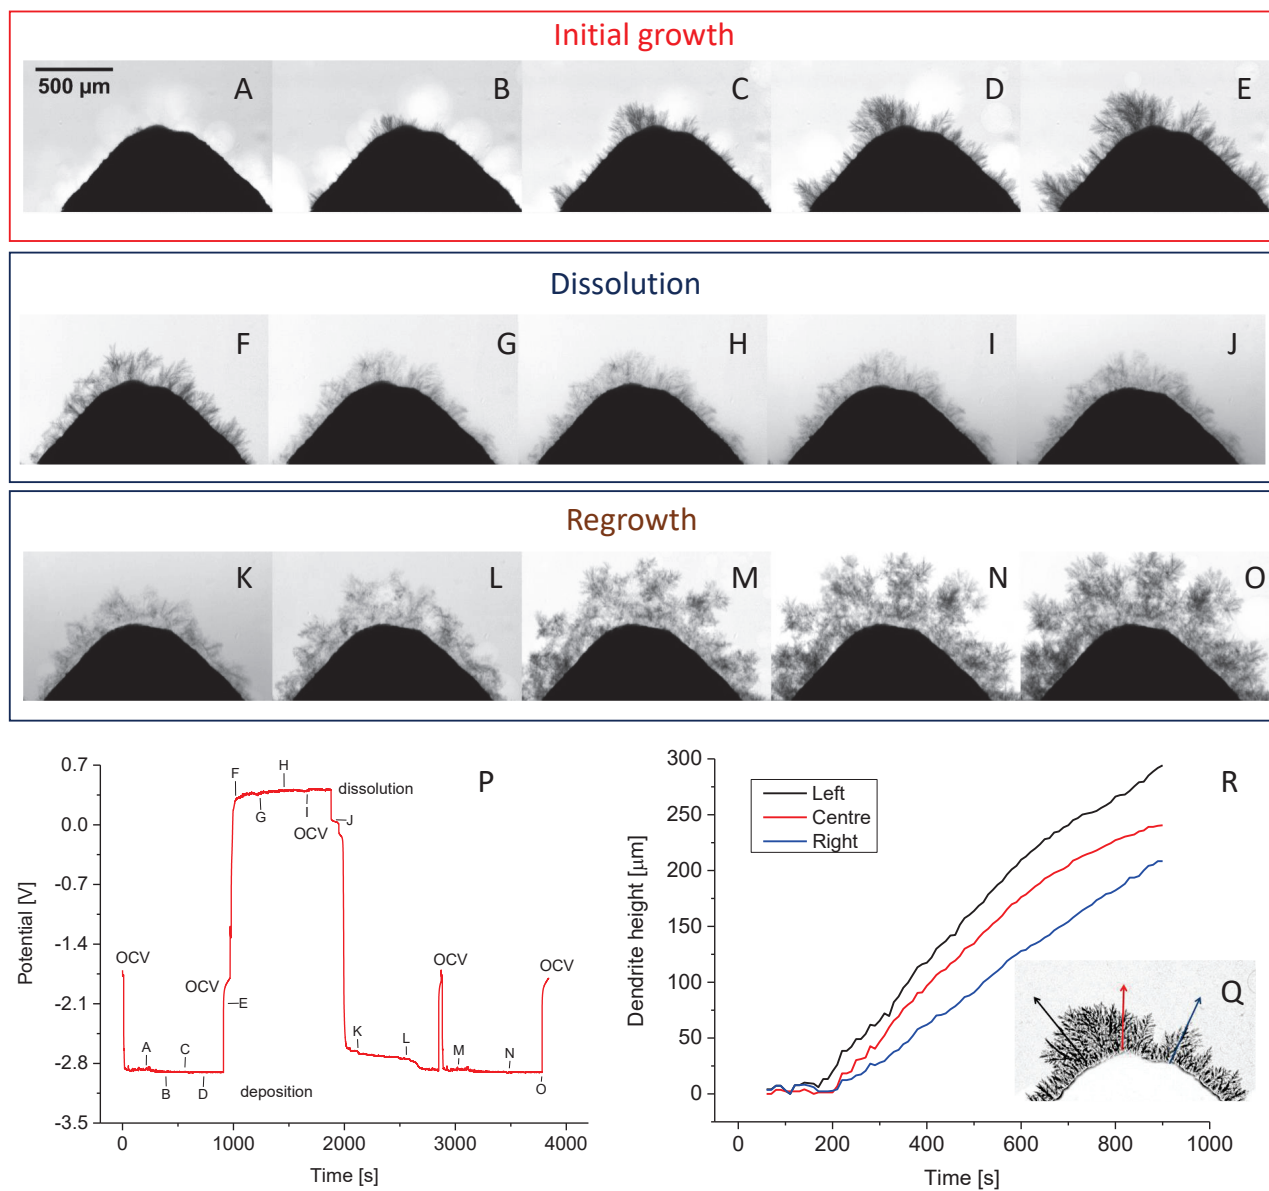 Initial growth
500 µm
A
B
C
D
E
Dissolution
F
G
H
I
J
Regrowth
K
L
M
N
O
P
Potential [V]
0.7
0.0
-0.7
-1.4
-2.1
-2.8
-3.5
0
1000
2000
3000
4000
Time [s]
OCV
A
B
C
D
deposition
OCV
E
F
G
H
I
OCV
dissolution
J
K
L
OCV
M
N
O
OCV
R
Dendrite height [µm]
300
250
200
150
100
50
0
0
200
400
600
800
1000
Time [s]
Left
Centre
Right
Q